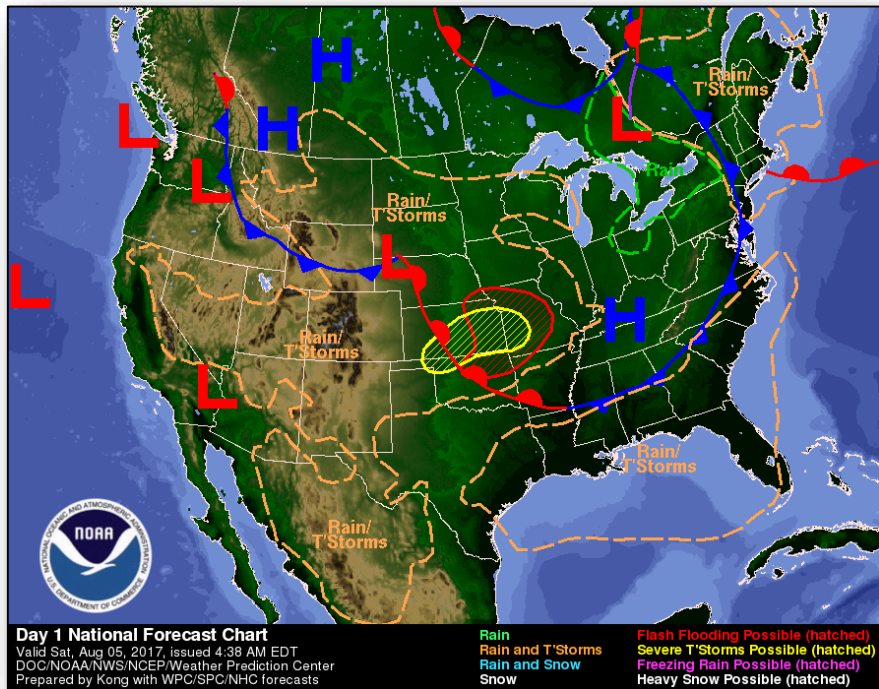 H
H
L
L
L
L
L
L
H
Rain/
T'Storms
Rain
Rain/
T'Storms
Rain/
T'Storms
Rain/
T'Storms
Rain/
T'Storms
NATIONAL OCEANIC AND ATMOSPHERIC ADMINISTRATION
NOAA
U.S. DEPARTMENT OF COMMERCE
Day 1 National Forecast Chart
Valid Sat, Aug 05, 2017, issued 4:38 AM EDT
DOC/NOAA/NWS/NCEP/Weather Prediction Center
Prepared by Kong with WPC/SPC/NHC forecasts
Rain
Rain and T'Storms
Rain and Snow
Snow
Flash Flooding Possible (hatched)
Severe T'Storms Possible (hatched)
Freezing Rain Possible (hatched)
Heavy Snow Possible (hatched)